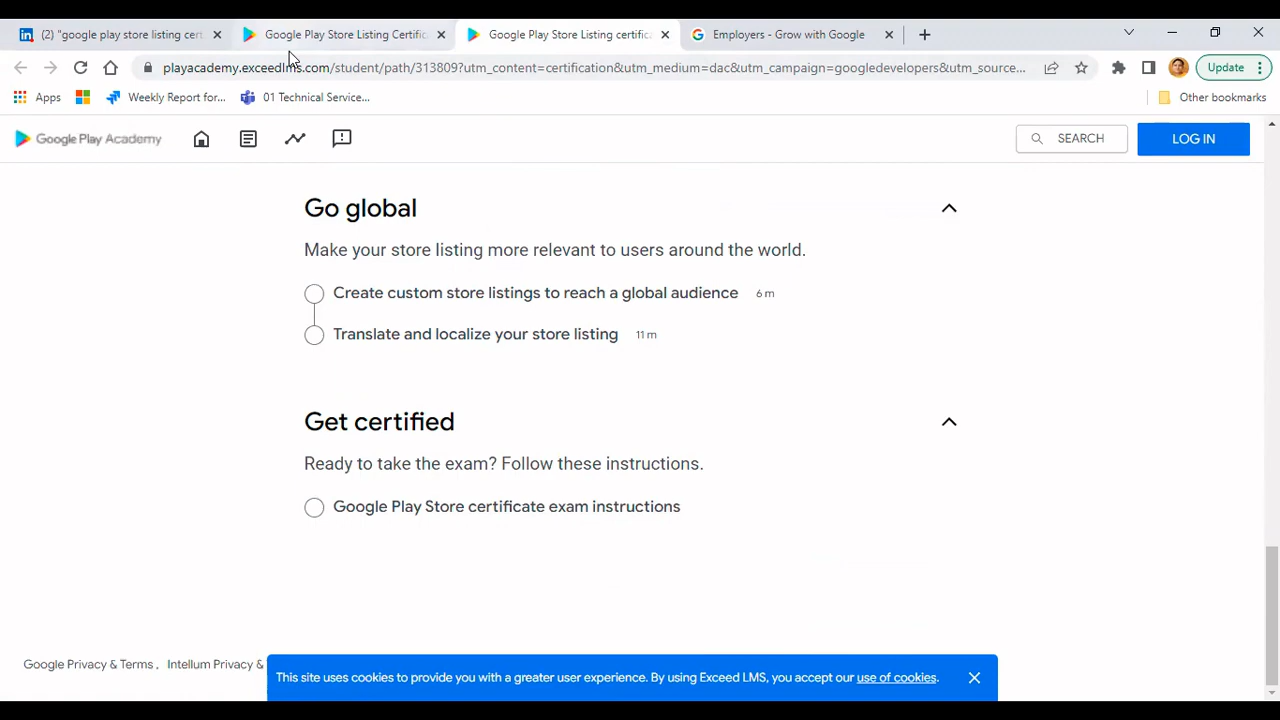 (2) "google play store listing cert
Google Play Store Listing Certific
Google Play Store Listing certifica
Employers - Grow with Google
playacademy.exceedlms.com/student/path/313809?utm_content=certification&utm_medium=dac&utm_campaign=googledevelopers&utm_source...
Update
Apps
Weekly Report for...
01 Technical Service...
Other bookmarks
Google Play Academy
SEARCH
LOG IN
Go global
Make your store listing more relevant to users around the world.
Create custom store listings to reach a global audience 6 m
Translate and localize your store listing 11 m
Get certified
Ready to take the exam? Follow these instructions.
Google Play Store certificate exam instructions
Google Privacy & Terms , Intellum Privacy &
This site uses cookies to provide you with a greater user experience. By using Exceed LMS, you accept our use of cookies.